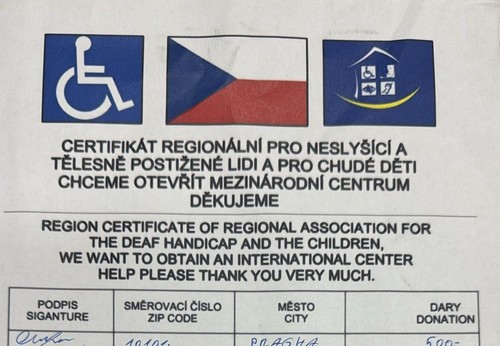 CERTIFIKÁT REGIONÁLNÍ PRO NESLYŠÍCÍ A
TĚLESNĚ POSTIŽENÉ LIDI A PRO CHUDÉ DĚTI
CHCEME OTEVŘÍT MEZINÁRODNÍ CENTRUM
DĚKUJEME
REGION CERTIFICATE OF REGIONAL ASSOCIATION FOR
THE DEAF HANDICAP AND THE CHILDREN,
WE WANT TO OBTAIN AN INTERNATIONAL CENTER
HELP PLEASE THANK YOU VERY MUCH.
PODPIS SMĚROVACÍ ČÍSLO MĚSTO DARY
SIGANTURE ZIP CODE CITY DONATION
PRAGHA 500-